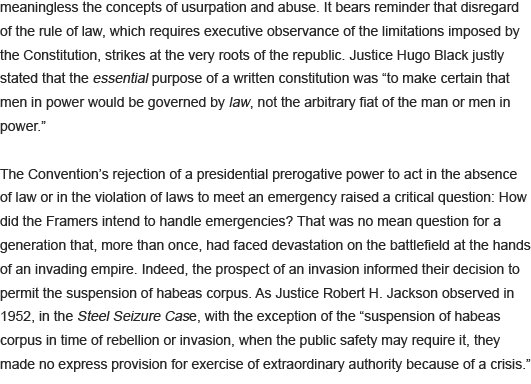 meaningless the concepts of usurpation and abuse. It bears reminder that disregard
of the rule of law, which requires executive observance of the limitations imposed by
the Constitution, strikes at the very roots of the republic. Justice Hugo Black justly
stated that the essential purpose of a written constitution was “to make certain that
men in power would be governed by law, not the arbitrary fiat of the man or men in
power.”
The Convention’s rejection of a presidential prerogative power to act in the absence
of law or in the violation of laws to meet an emergency raised a critical question: How
did the Framers intend to handle emergencies? That was no mean question for a
generation that, more than once, had faced devastation on the battlefield at the hands
of an invading empire. Indeed, the prospect of an invasion informed their decision to
permit the suspension of habeas corpus. As Justice Robert H. Jackson observed in
1952, in the Steel Seizure Case, with the exception of the “suspension of habeas
corpus in time of rebellion or invasion, when the public safety may require it, they
made no express provision for exercise of extraordinary authority because of a crisis.”